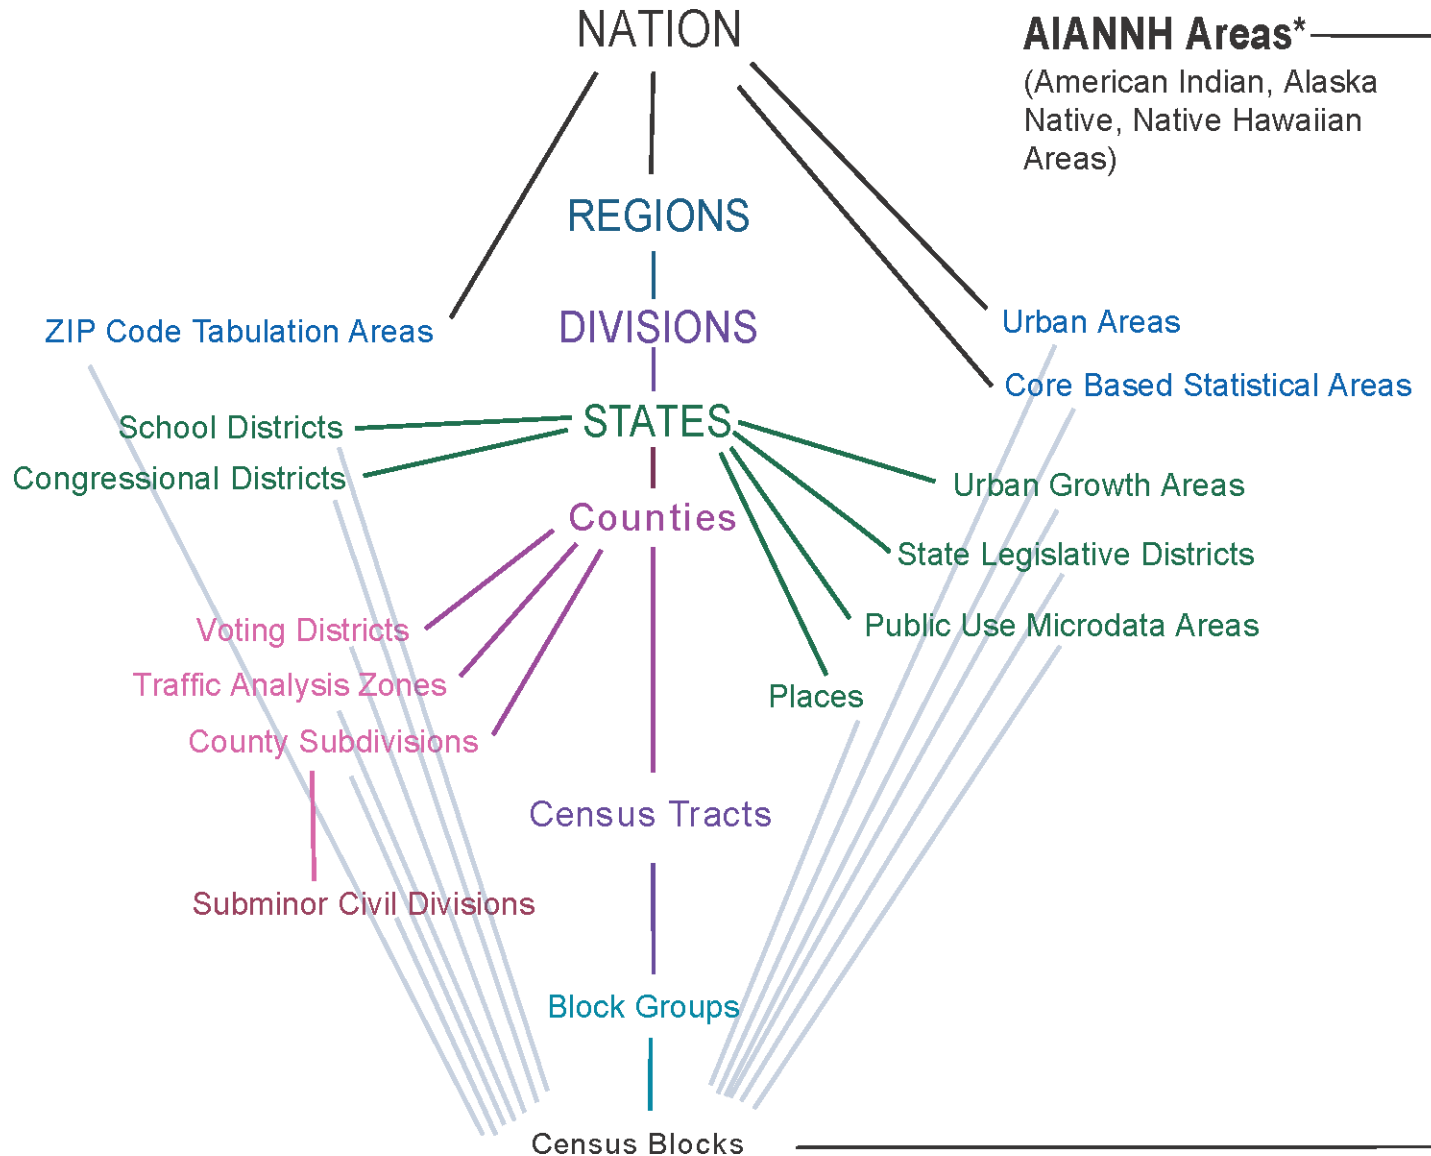 NATION
AIANNH Areas*
(American Indian, Alaska
Native, Native Hawaiian
Areas)
REGIONS
ZIP Code Tabulation Areas
DIVISIONS
Urban Areas
Core Based Statistical Areas
School Districts
STATES
Congressional Districts
Urban Growth Areas
Counties
State Legislative Districts
Voting Districts
Public Use Microdata Areas
Traffic Analysis Zones
Places
County Subdivisions
Census Tracts
Subminor Civil Divisions
Block Groups
Census Blocks